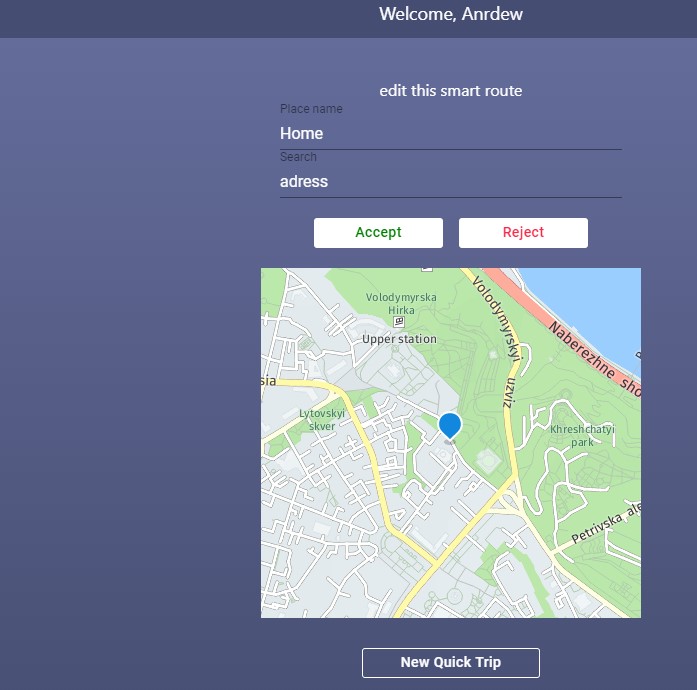 Welcome, Anrdew
edit this smart route
Place name
Home
Search
adress
Accept
Reject
Volodymyrska
Hirka
Volodymyrskyi uzviz
Naberezhne sho
Upper station
sia
Lytovskyi
skver
Khreshchatyi
park
Petrivska ale
New Quick Trip